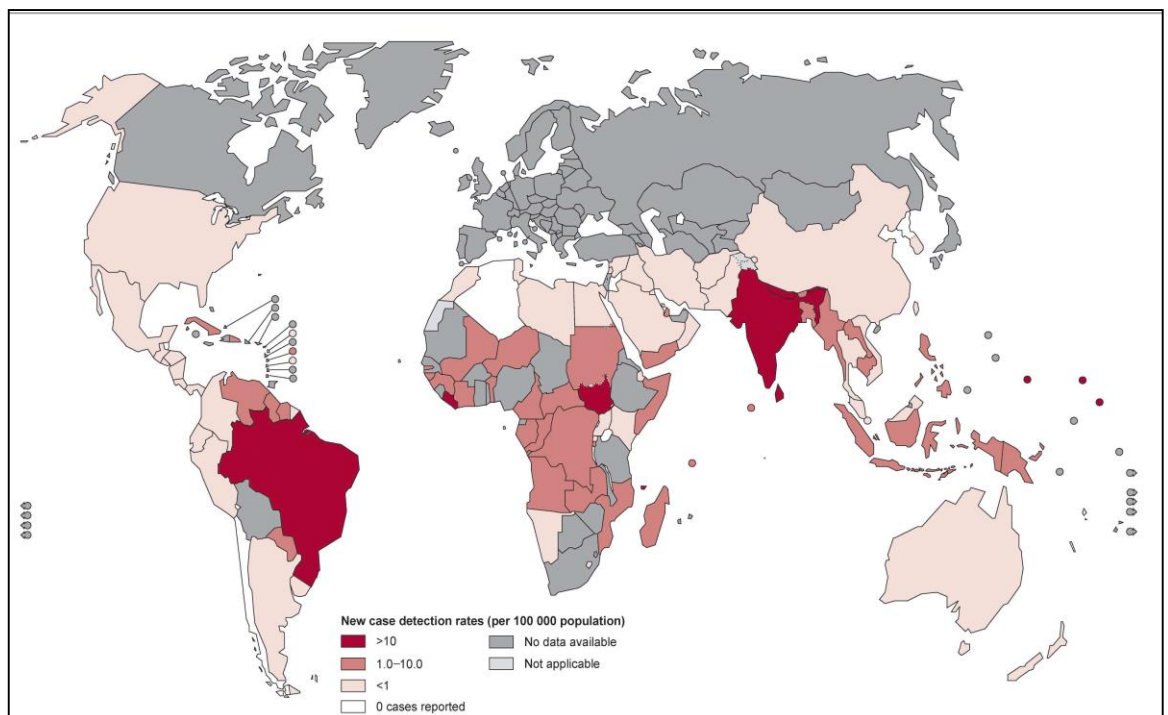 New case detection rates (per 100 000 population)
>10
No data available
1.0–10.0
Not applicable
<1
0 cases reported